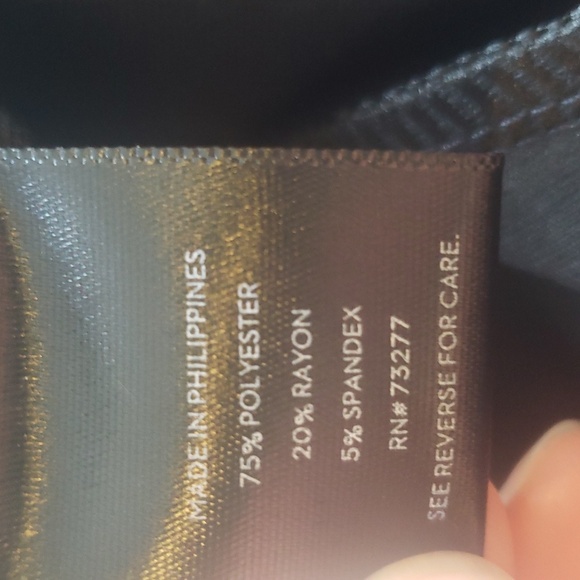 MADE IN PHILIPPINES
75% POLYESTER
20% RAYON
5% SPANDEX
RN# 73277
SEE REVERSE FOR CARE.